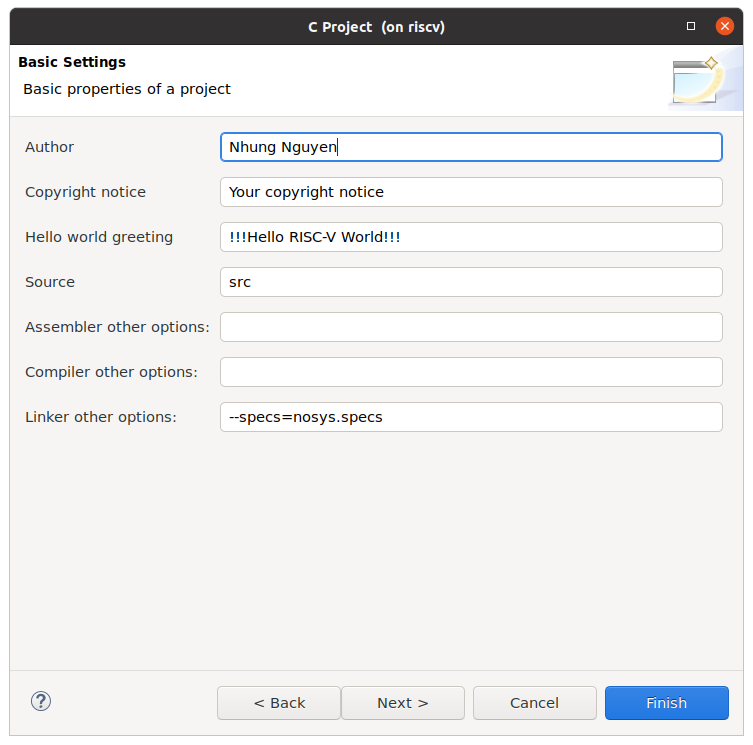 C Project (on riscv)
Basic Settings
Basic properties of a project
Author Nhung Nguyen
Copyright notice Your copyright notice
Hello world greeting !!!Hello RISC-V World!!!
Source src
Assembler other options:
Compiler other options:
Linker other options: --specs=nosys.specs
? < Back Next > Cancel Finish